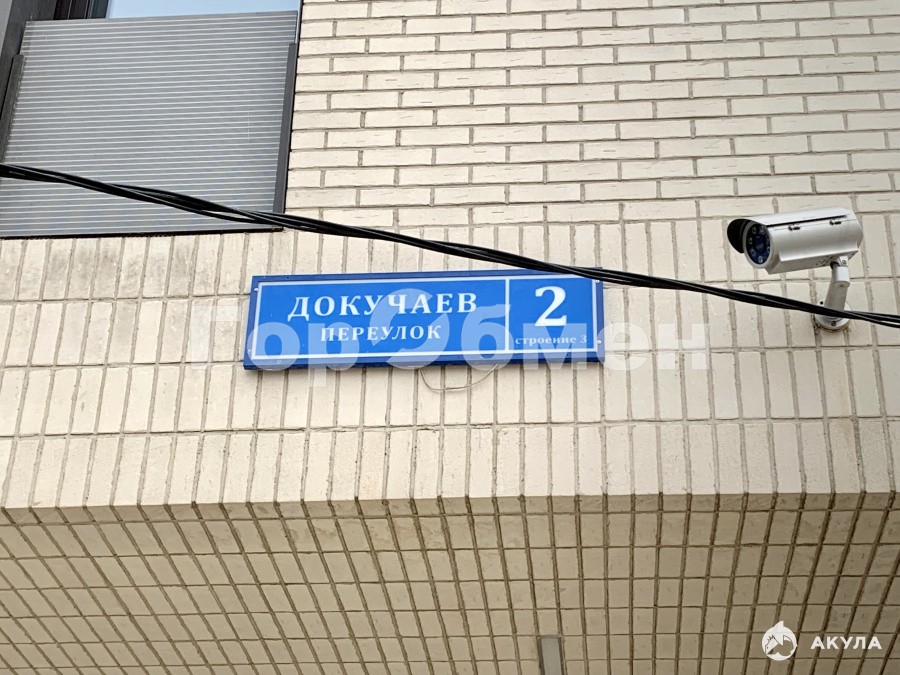 ДОКУЧАЕВ
ПЕРЕУЛОК
2
строение 3
ГорОбмен
АКУЛА